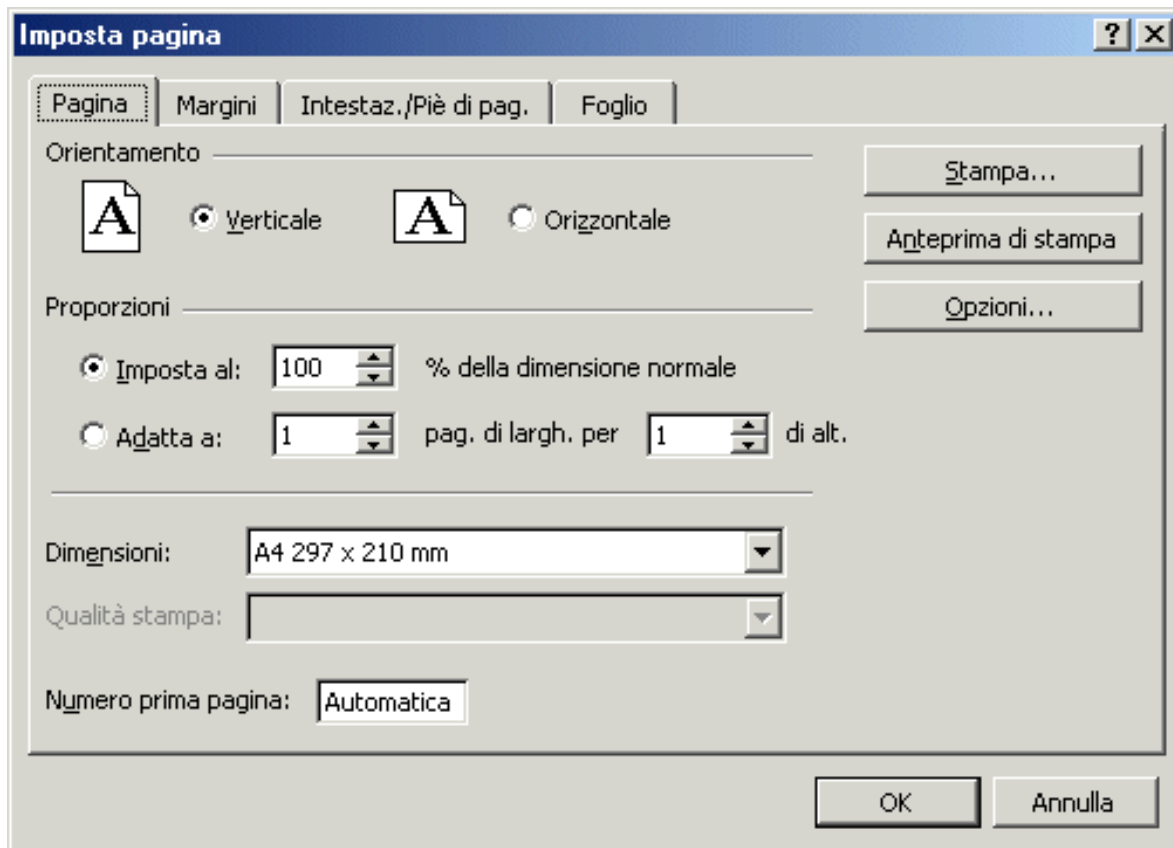 Imposta pagina
Pagina Margini Intestaz./Piè di pag. Foglio
Orientamento
A Verticale A Orizzontale
Stampa...
Anteprima di stampa
Opzioni...
Proporzioni
Imposta al: 100 % della dimensione normale
Adatta a: 1 pag. di largh. per 1 di alt.
Dimensioni: A4 297 x 210 mm
Qualità stampa:
Numero prima pagina: Automatica
OK Annulla